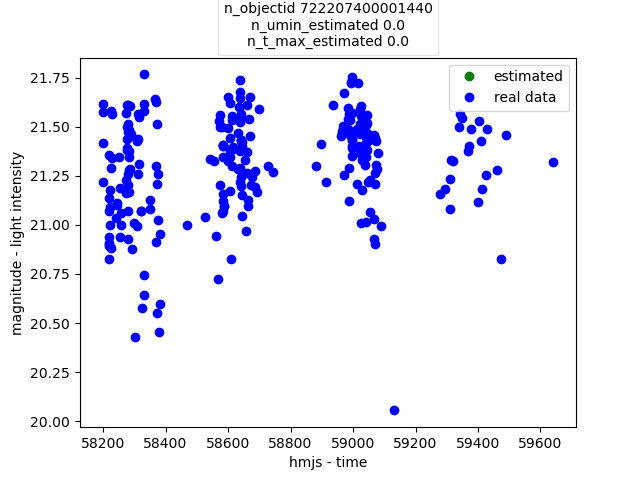 n_objectid 722207400001440
n_umin_estimated 0.0
n_t_max_estimated 0.0
estimated
real data
magnitude - light intensity
21.75
21.50
21.25
21.00
20.75
20.50
20.25
20.00
58200 58400 58600 58800 59000 59200 59400 59600
hmjs - time